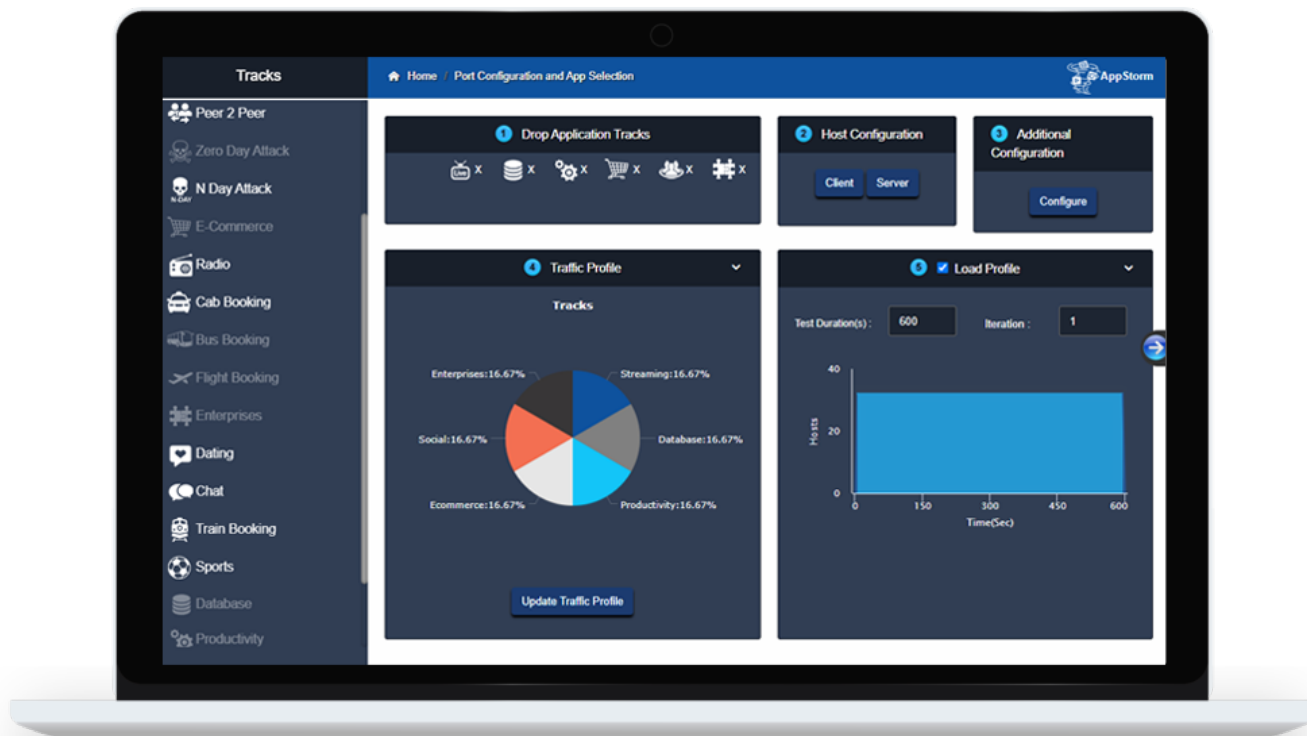 Tracks
Home / Port Configuration and App Selection
AppStorm
Peer 2 Peer
Zero Day Attack
N-DAY
N Day Attack
E-Commerce
Radio
Cab Booking
Bus Booking
Flight Booking
Enterprises
Dating
Chat
Train Booking
Sports
Database
Productivity
1 Drop Application Tracks
Live x x x x x x
2 Host Configuration
Client Server
3 Additional
Configuration
Configure
4 Traffic Profile
Tracks
Enterprises:16.67%
Streaming:16.67%
Social:16.67%
Database:16.67%
Ecommerce:16.67%
Productivity:16.67%
Update Traffic Profile
5 Load Profile
Test Duration(s) : 600 Iteration : 1
40
20
0
Hosts
0 150 300 450 600
Time(Sec)